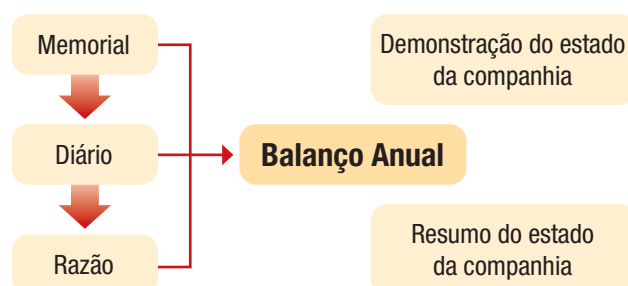 Memorial
Demonstração do estado
da companhia
Diário
Balanço Anual
Razão
Resumo do estado
da companhia